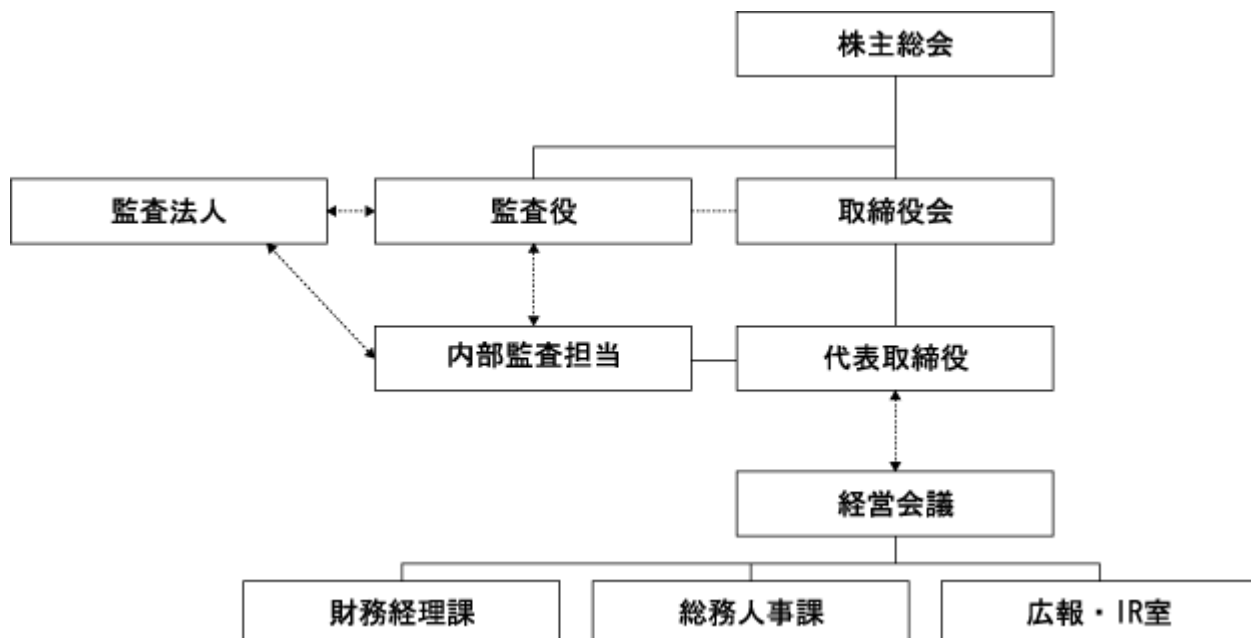 株主総会
監査法人
監査役
取締役会
内部監査担当
代表取締役
経営会議
財務経理課
総務人事課
広報・IR室